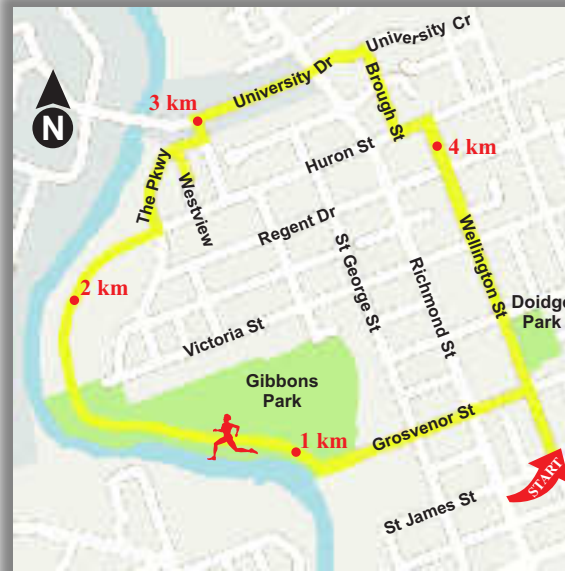 University Cr
University Dr
Brough St
3 km
N
4 km
Huron St
The Pkwy
Westview
Regent Dr
Wellington St
St George St
2 km
Richmond St
Doidge
Park
Victoria St
Gibbons
Park
1 km
Grosvenor St
START
St James St